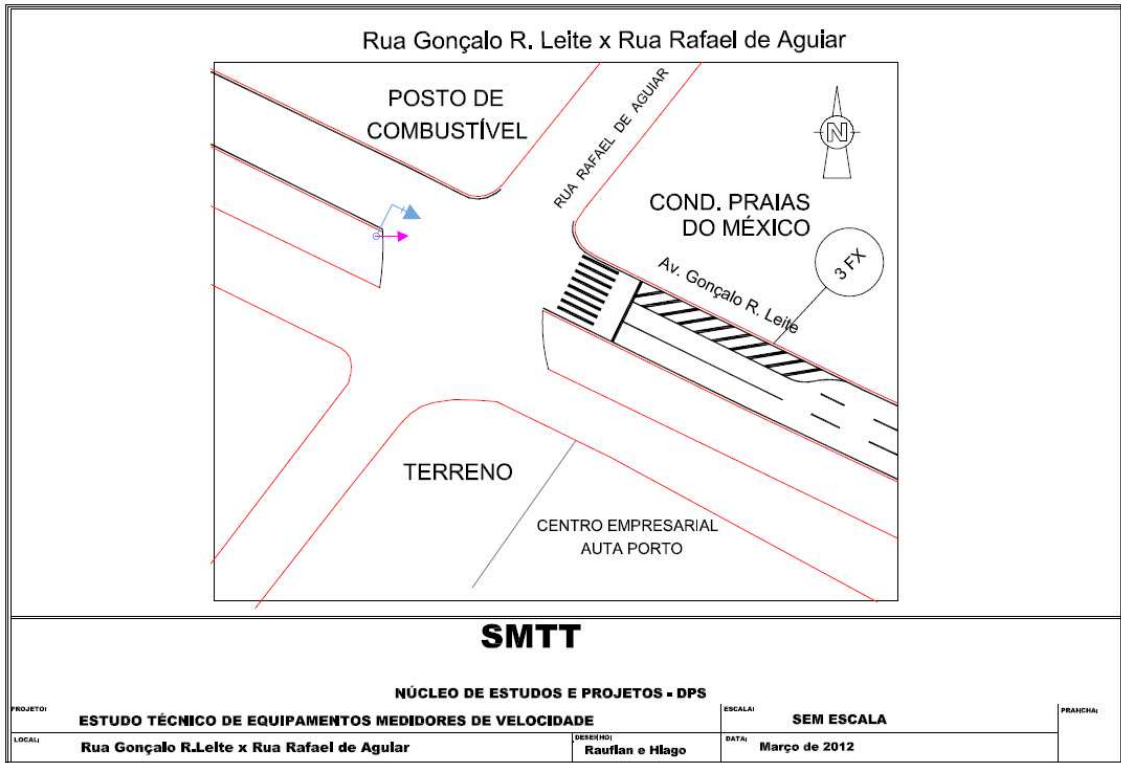 Rua Gonçalo R. Leite x Rua Rafael de Aguiar
POSTO DE
COMBUSTÍVEL
RUA RAFAEL DE AGUIAR
N
COND. PRAIAS
DO MÉXICO
3 FX
Av. Gonçalo R. Leite
TERRENO
CENTRO EMPRESARIAL
AUTA PORTO
SMTT
NÚCLEO DE ESTUDOS E PROJETOS - DPS
PROJETO:
ESTUDO TÉCNICO DE EQUIPAMENTOS MEDIDORES DE VELOCIDADE
ESCALA:
SEM ESCALA
PRANCHA:
LOCAL:
Rua Gonçalo R.Leite x Rua Rafael de Aguiar
DESENHO:
Rauflan e Hiago
DATA:
Março de 2012